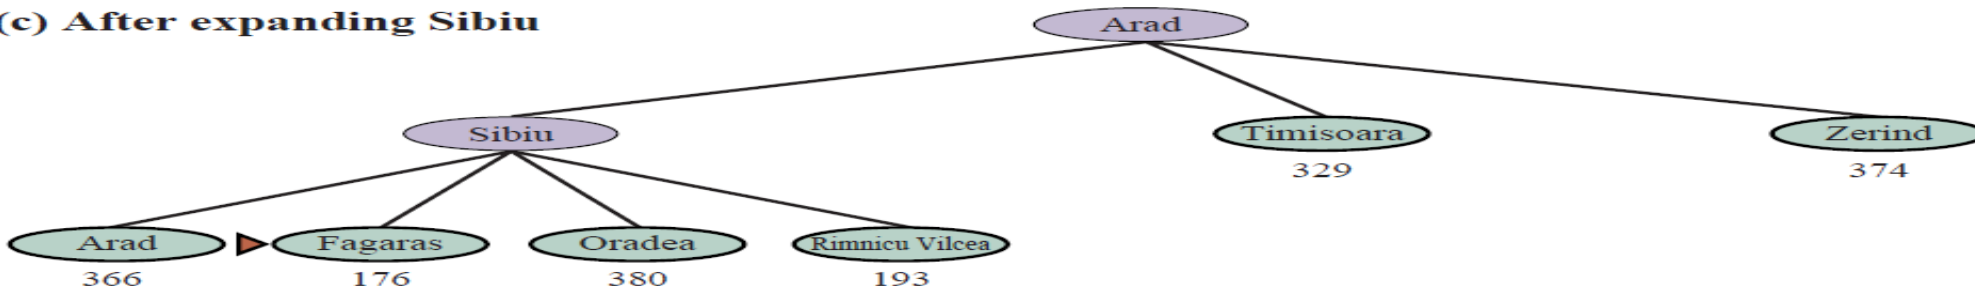 (c) After expanding Sibiu
Arad
Sibiu
Timisoara
Zerind
329
374
Arad
Fagaras
Oradea
Rimnicu Vilcea
366
176
380
193